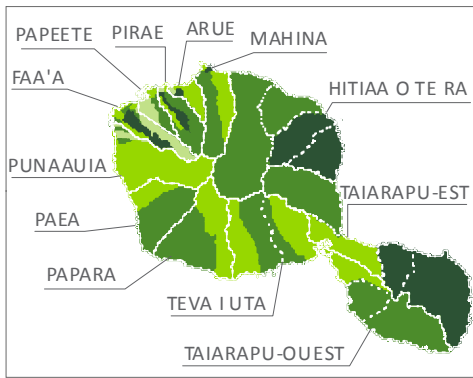 PAPEETE
PIRAE
ARUE
MAHINA
FAA'A
HITIAA O TE RA
PUNAAUIA
TAIARAPU-EST
PAEA
PAPARA
TEVA I UTA
TAIARAPU-OUEST